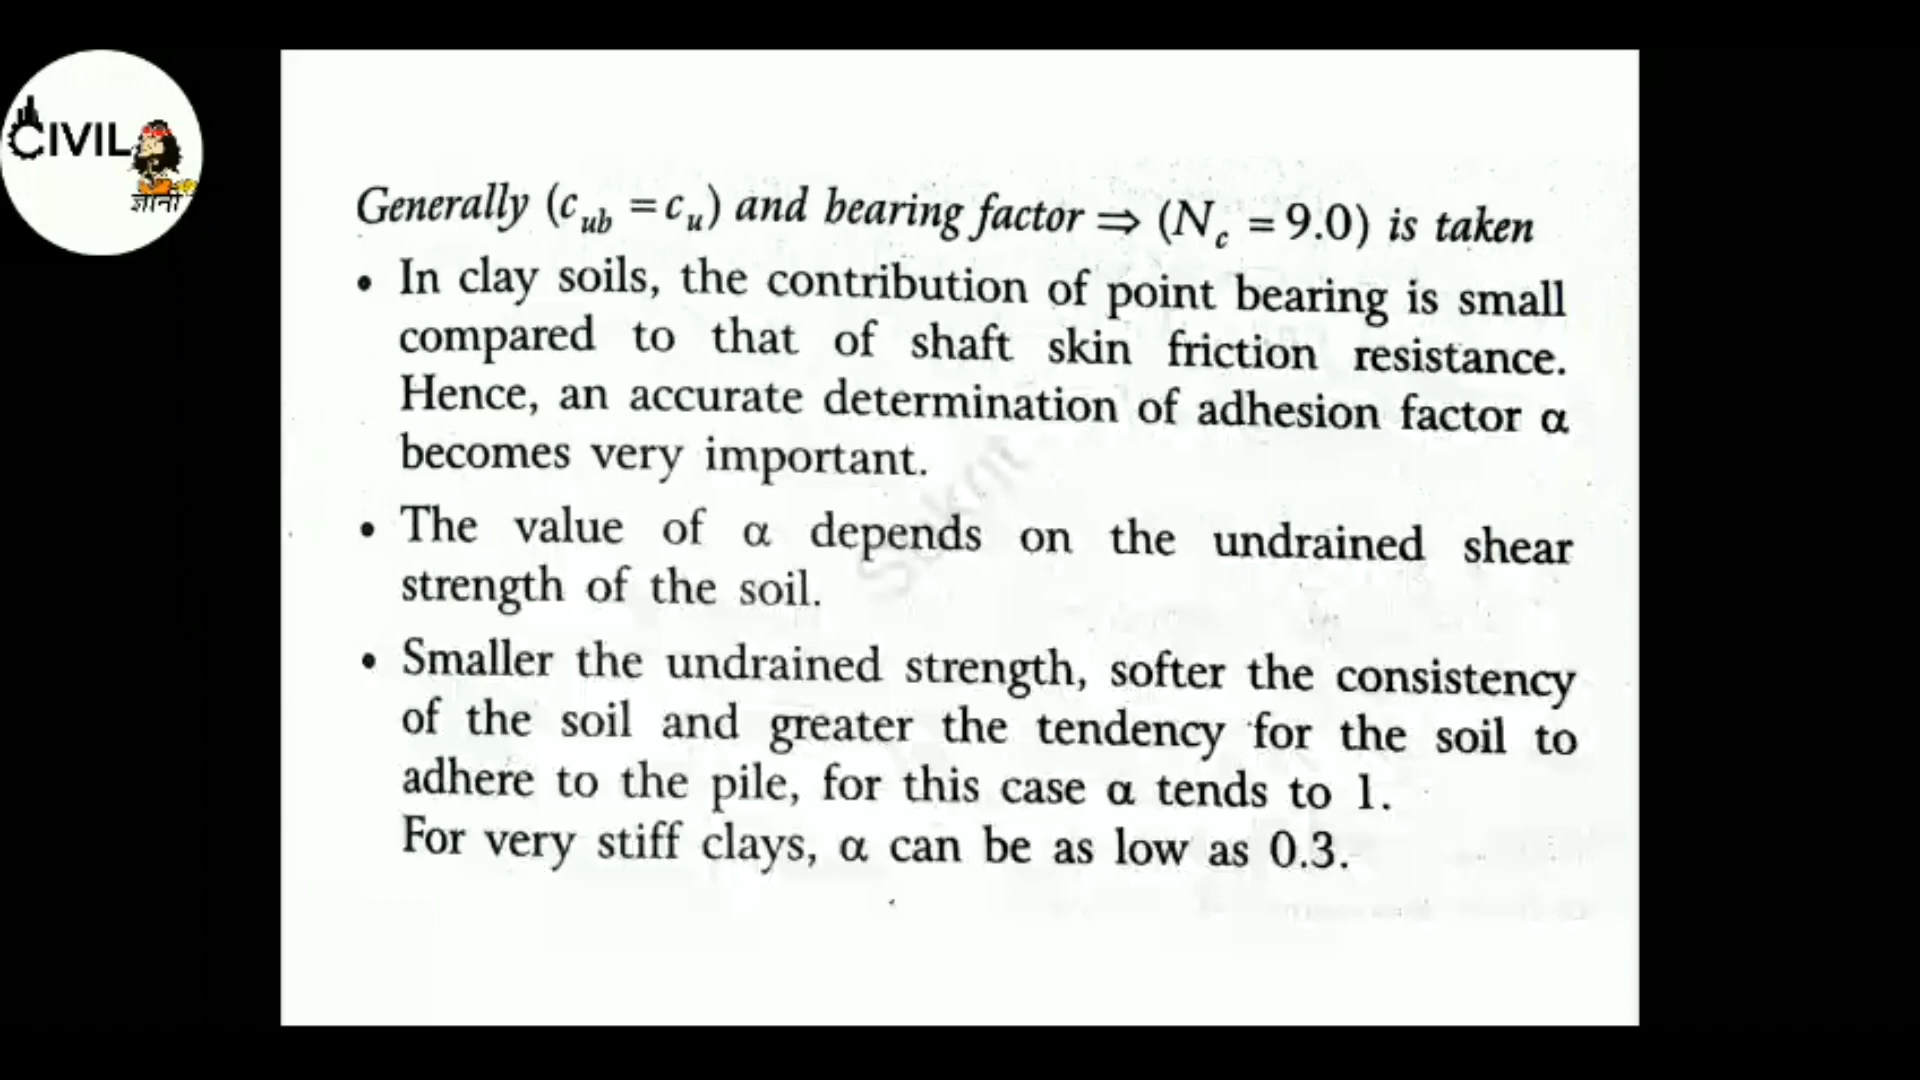 CIVIL
ज्ञानी
Generally (c_ub = c_u) and bearing factor ⇒ (N_c = 9.0) is taken
• In clay soils, the contribution of point bearing is small
compared to that of shaft skin friction resistance.
Hence, an accurate determination of adhesion factor α
becomes very important.
• The value of α depends on the undrained shear
strength of the soil.
• Smaller the undrained strength, softer the consistency
of the soil and greater the tendency for the soil to
adhere to the pile, for this case α tends to 1.
For very stiff clays, α can be as low as 0.3.